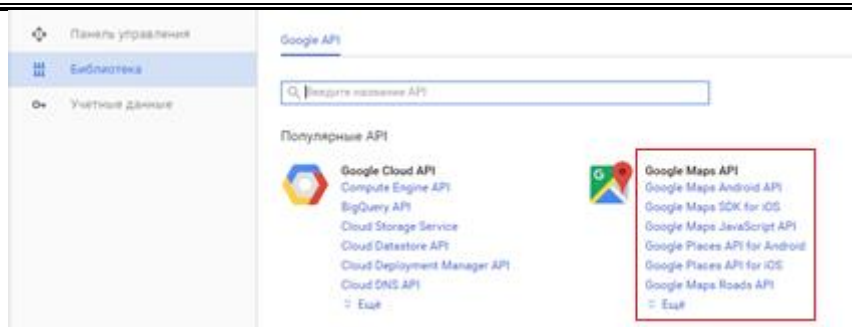 Панель управления
Библиотека
Учетные данные
Google API
Введите название API
Популярные API
Google Cloud API
Compute Engine API
BigQuery API
Cloud Storage Service
Cloud Datastore API
Cloud Deployment Manager API
Cloud DNS API
Ещё
Google Maps API
Google Maps Android API
Google Maps SDK for iOS
Google Maps JavaScript API
Google Places API for Android
Google Places API for iOS
Google Maps Roads API
Ещё